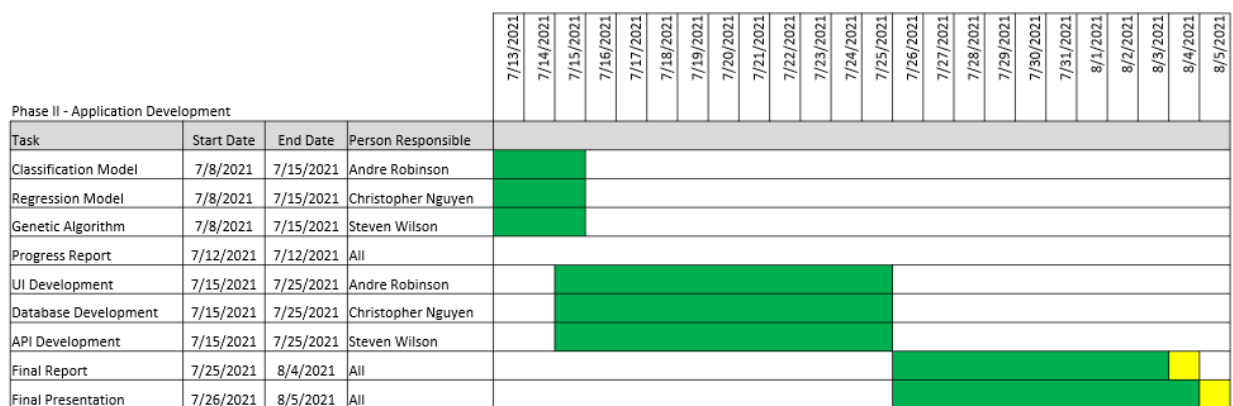 7/13/2021 7/14/2021 7/15/2021 7/16/2021 7/17/2021 7/18/2021 7/19/2021 7/20/2021 7/21/2021 7/22/2021 7/23/2021 7/24/2021 7/25/2021 7/26/2021 7/27/2021 7/28/2021 7/29/2021 7/30/2021 7/31/2021 8/1/2021 8/2/2021 8/3/2021 8/4/2021 8/5/2021
Phase II - Application Development
Task Start Date End Date Person Responsible
Classification Model 7/8/2021 7/15/2021 Andre Robinson
Regression Model 7/8/2021 7/15/2021 Christopher Nguyen
Genetic Algorithm 7/8/2021 7/15/2021 Steven Wilson
Progress Report 7/12/2021 7/12/2021 All
UI Development 7/15/2021 7/25/2021 Andre Robinson
Database Development 7/15/2021 7/25/2021 Christopher Nguyen
API Development 7/15/2021 7/25/2021 Steven Wilson
Final Report 7/25/2021 8/4/2021 All
Final Presentation 7/26/2021 8/5/2021 All